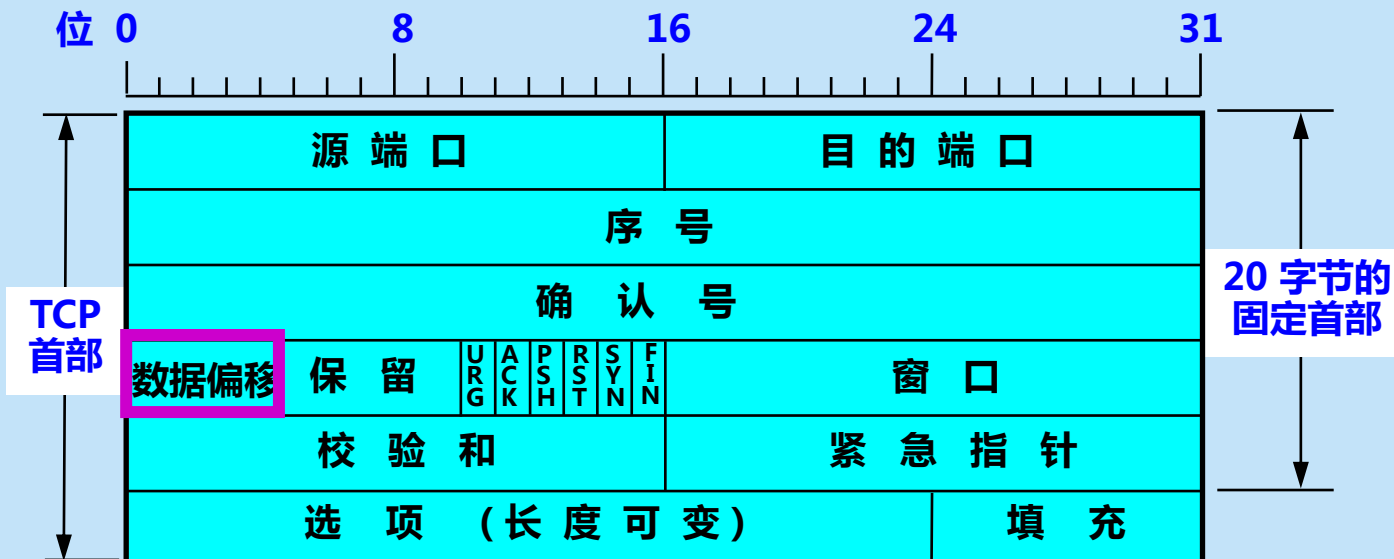 位 0 8 16 24 31
源 端 口 目 的 端 口
序 号
确 认 号
TCP
首部
20 字节的
固定首部
数据偏移 保 留 URG ACK PSH RST SYN FIN 窗 口
校 验 和 紧 急 指 针
选 项 (长 度 可 变) 填 充